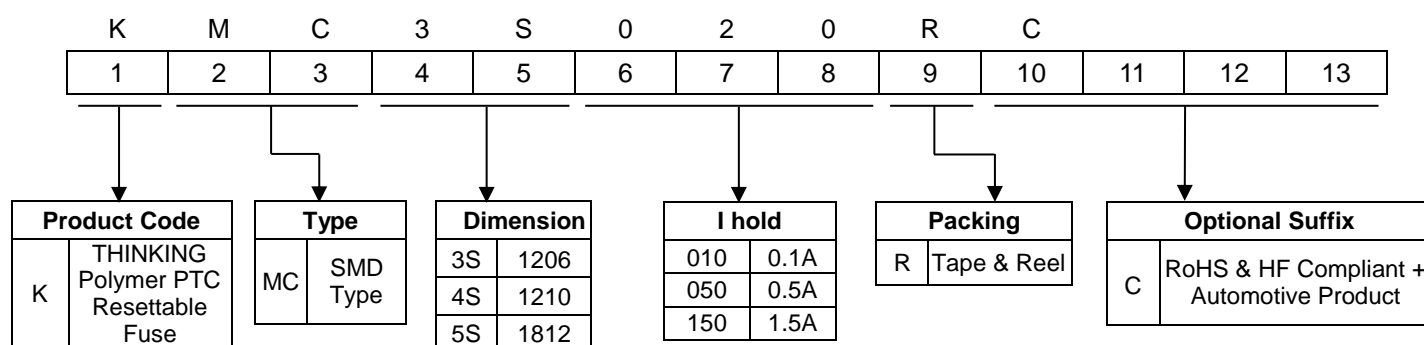 K M C 3 S 0 2 0 R C
1 2 3 4 5 6 7 8 9 10 11 12 13
Product Code
K THINKING Polymer PTC Resettable Fuse
Type
MC SMD Type
Dimension
3S 1206
4S 1210
5S 1812
I hold
010 0.1A
050 0.5A
150 1.5A
Packing
R Tape & Reel
Optional Suffix
C RoHS & HF Compliant + Automotive Product